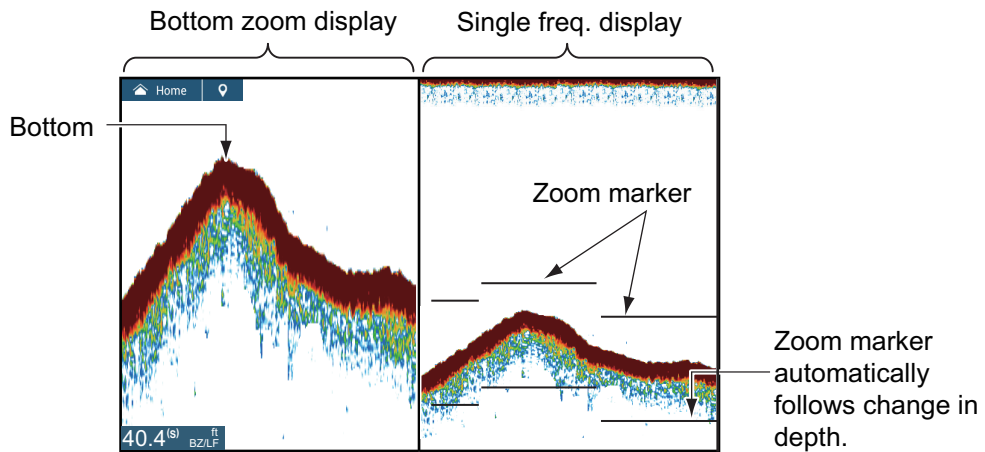 Bottom zoom display
Single freq. display
Home
Bottom
Zoom marker
Zoom marker
automatically
follows change in
depth.
40.4(s) ft
BZ/LF